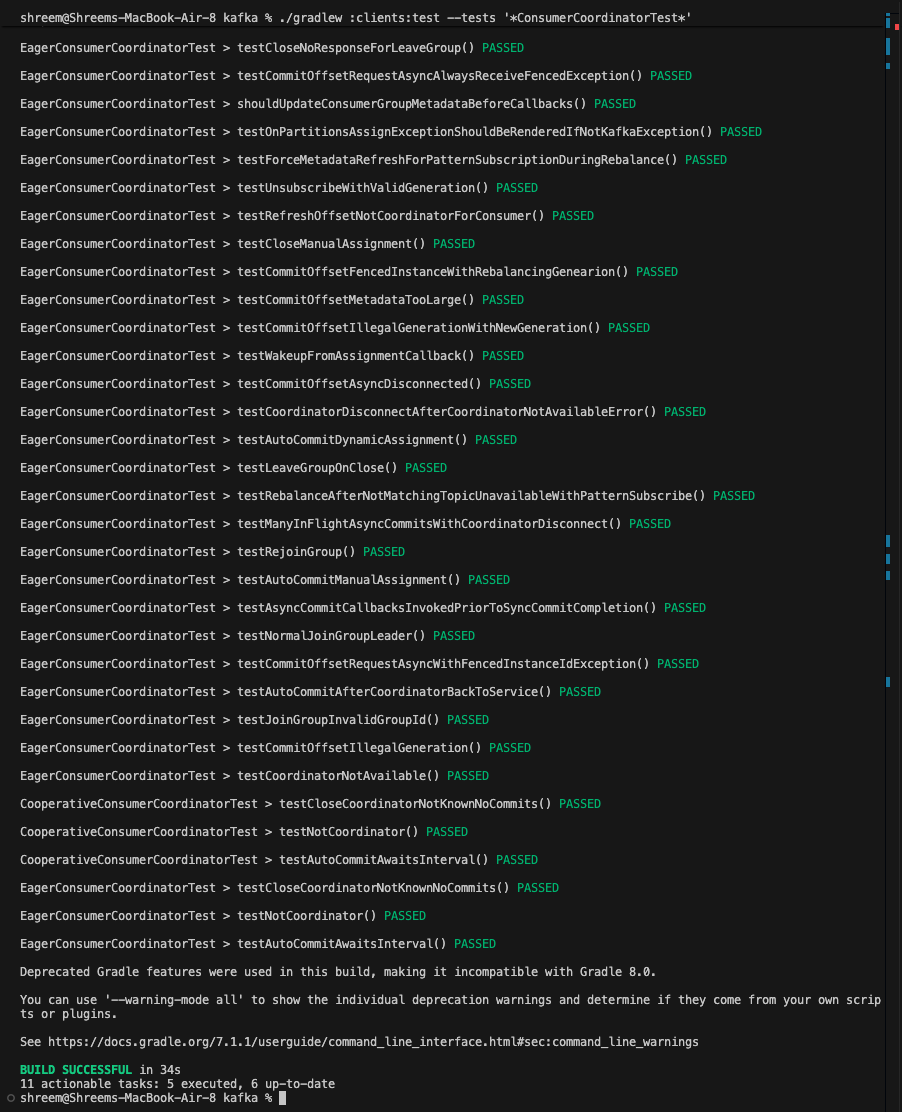 shreem@Shreems-MacBook-Air-8 kafka % ./gradlew :clients:test --tests '*ConsumerCoordinatorTest*'
EagerConsumerCoordinatorTest > testCloseNoResponseForLeaveGroup() PASSED
EagerConsumerCoordinatorTest > testCommitOffsetRequestAsyncAlwaysReceiveFencedException() PASSED
EagerConsumerCoordinatorTest > shouldUpdateConsumerGroupMetadataBeforeCallbacks() PASSED
EagerConsumerCoordinatorTest > testOnPartitionsAssignExceptionShouldBeRenderedIfNotKafkaException() PASSED
EagerConsumerCoordinatorTest > testForceMetadataRefreshForPatternSubscriptionDuringRebalance() PASSED
EagerConsumerCoordinatorTest > testUnsubscribeWithValidGeneration() PASSED
EagerConsumerCoordinatorTest > testRefreshOffsetNotCoordinatorForConsumer() PASSED
EagerConsumerCoordinatorTest > testCloseManualAssignment() PASSED
EagerConsumerCoordinatorTest > testCommitOffsetFencedInstanceWithRebalancingGenearion() PASSED
EagerConsumerCoordinatorTest > testCommitOffsetMetadataTooLarge() PASSED
EagerConsumerCoordinatorTest > testCommitOffsetIllegalGenerationWithNewGeneration() PASSED
EagerConsumerCoordinatorTest > testWakeupFromAssignmentCallback() PASSED
EagerConsumerCoordinatorTest > testCommitOffsetAsyncDisconnected() PASSED
EagerConsumerCoordinatorTest > testCoordinatorDisconnectAfterCoordinatorNotAvailableError() PASSED
EagerConsumerCoordinatorTest > testAutoCommitDynamicAssignment() PASSED
EagerConsumerCoordinatorTest > testLeaveGroupOnClose() PASSED
EagerConsumerCoordinatorTest > testRebalanceAfterNotMatchingTopicUnavailableWithPatternSubscribe() PASSED
EagerConsumerCoordinatorTest > testManyInFlightAsyncCommitsWithCoordinatorDisconnect() PASSED
EagerConsumerCoordinatorTest > testRejoinGroup() PASSED
EagerConsumerCoordinatorTest > testAutoCommitManualAssignment() PASSED
EagerConsumerCoordinatorTest > testAsyncCommitCallbacksInvokedPriorToSyncCommitCompletion() PASSED
EagerConsumerCoordinatorTest > testNormalJoinGroupLeader() PASSED
EagerConsumerCoordinatorTest > testCommitOffsetRequestAsyncWithFencedInstanceIdException() PASSED
EagerConsumerCoordinatorTest > testAutoCommitAfterCoordinatorBackToService() PASSED
EagerConsumerCoordinatorTest > testJoinGroupInvalidGroupId() PASSED
EagerConsumerCoordinatorTest > testCommitOffsetIllegalGeneration() PASSED
EagerConsumerCoordinatorTest > testCoordinatorNotAvailable() PASSED
CooperativeConsumerCoordinatorTest > testCloseCoordinatorNotKnownNoCommits() PASSED
CooperativeConsumerCoordinatorTest > testNotCoordinator() PASSED
CooperativeConsumerCoordinatorTest > testAutoCommitAwaitsInterval() PASSED
EagerConsumerCoordinatorTest > testCloseCoordinatorNotKnownNoCommits() PASSED
EagerConsumerCoordinatorTest > testNotCoordinator() PASSED
EagerConsumerCoordinatorTest > testAutoCommitAwaitsInterval() PASSED
Deprecated Gradle features were used in this build, making it incompatible with Gradle 8.0.
You can use '--warning-mode all' to show the individual deprecation warnings and determine if they come from your own scrip
ts or plugins.
See https://docs.gradle.org/7.1.1/userguide/command_line_interface.html#sec:command_line_warnings
BUILD SUCCESSFUL in 34s
11 actionable tasks: 5 executed, 6 up-to-date
shreem@Shreems-MacBook-Air-8 kafka %